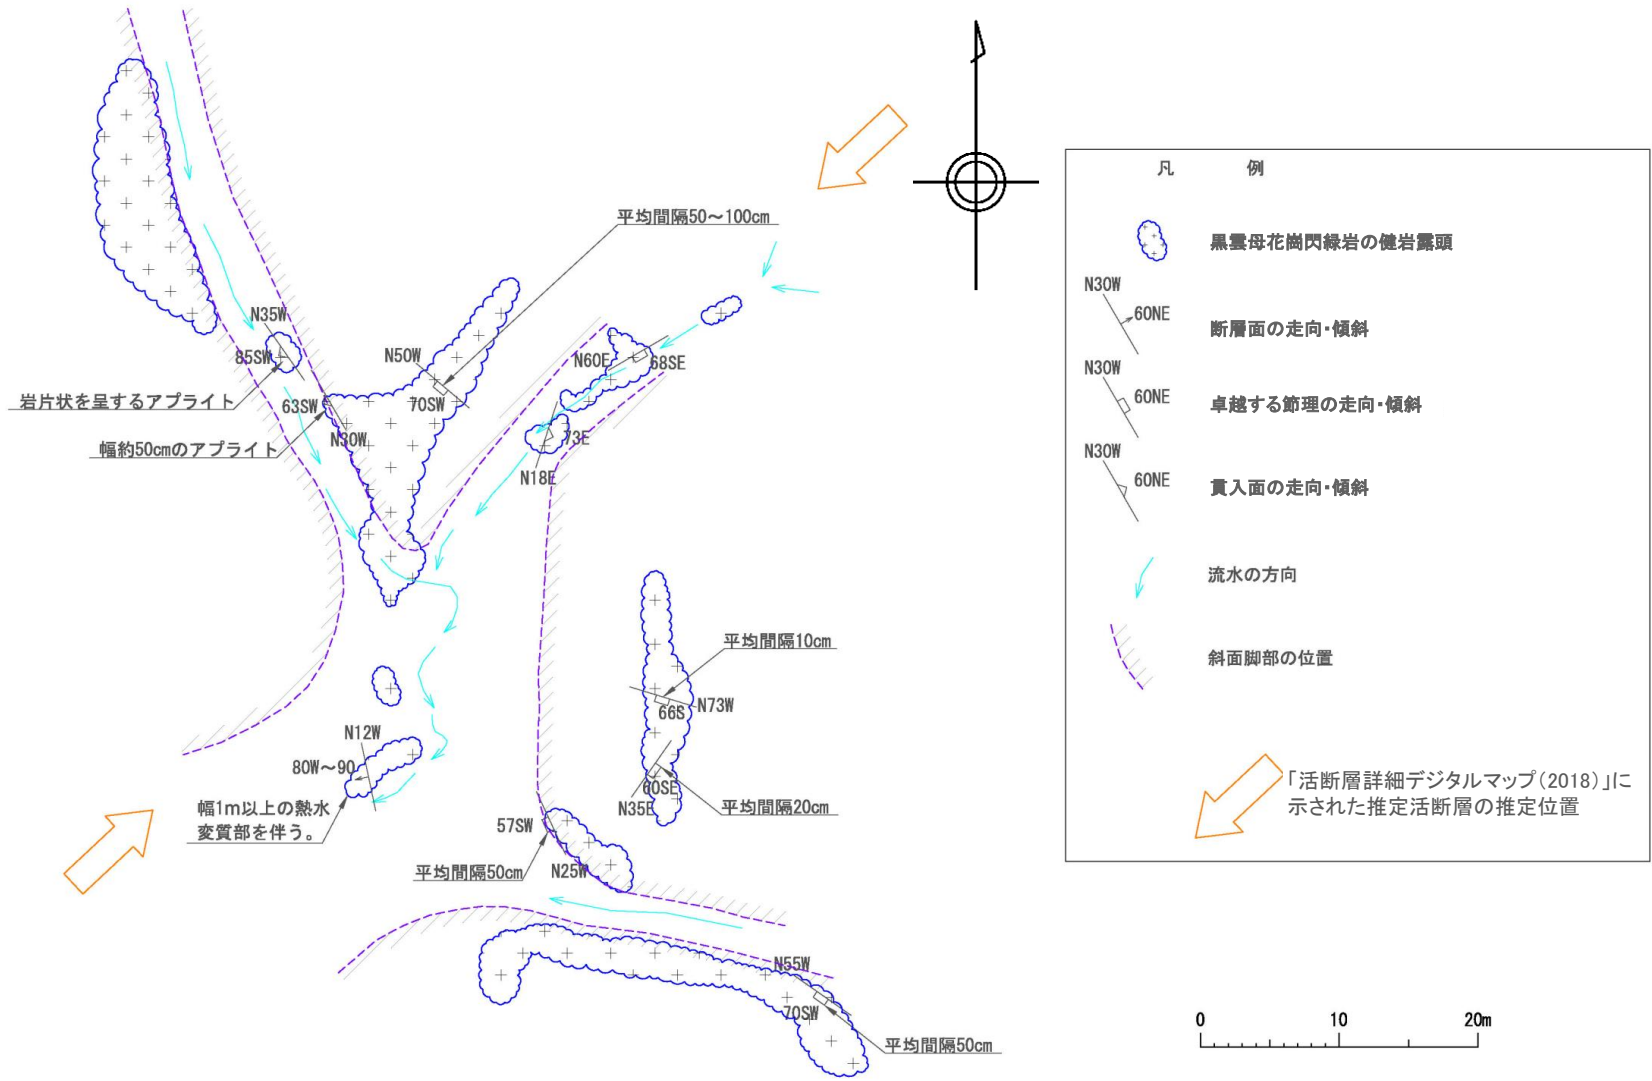 平均間隔50～100cm
N35W
85SW
岩片状を呈するアプライト
63SW
N30W
幅約50cmのアプライト
N50W
70SW
N60E
68SE
73E
N18E
平均間隔10cm
66S
N73W
60SE
N35E
平均間隔20cm
N12W
80W～90
幅1m以上の熱水
変質部を伴う。
57SW
平均間隔50cm
N25W
N55W
70SW
平均間隔50cm
凡 例
黒雲母花崗閃緑岩の健岩露頭
N30W
60NE
断層面の走向・傾斜
N30W
60NE
卓越する節理の走向・傾斜
N30W
60NE
貫入面の走向・傾斜
流水の方向
斜面脚部の位置
「活断層詳細デジタルマップ(2018)」に
示された推定活断層の推定位置
0 10 20m